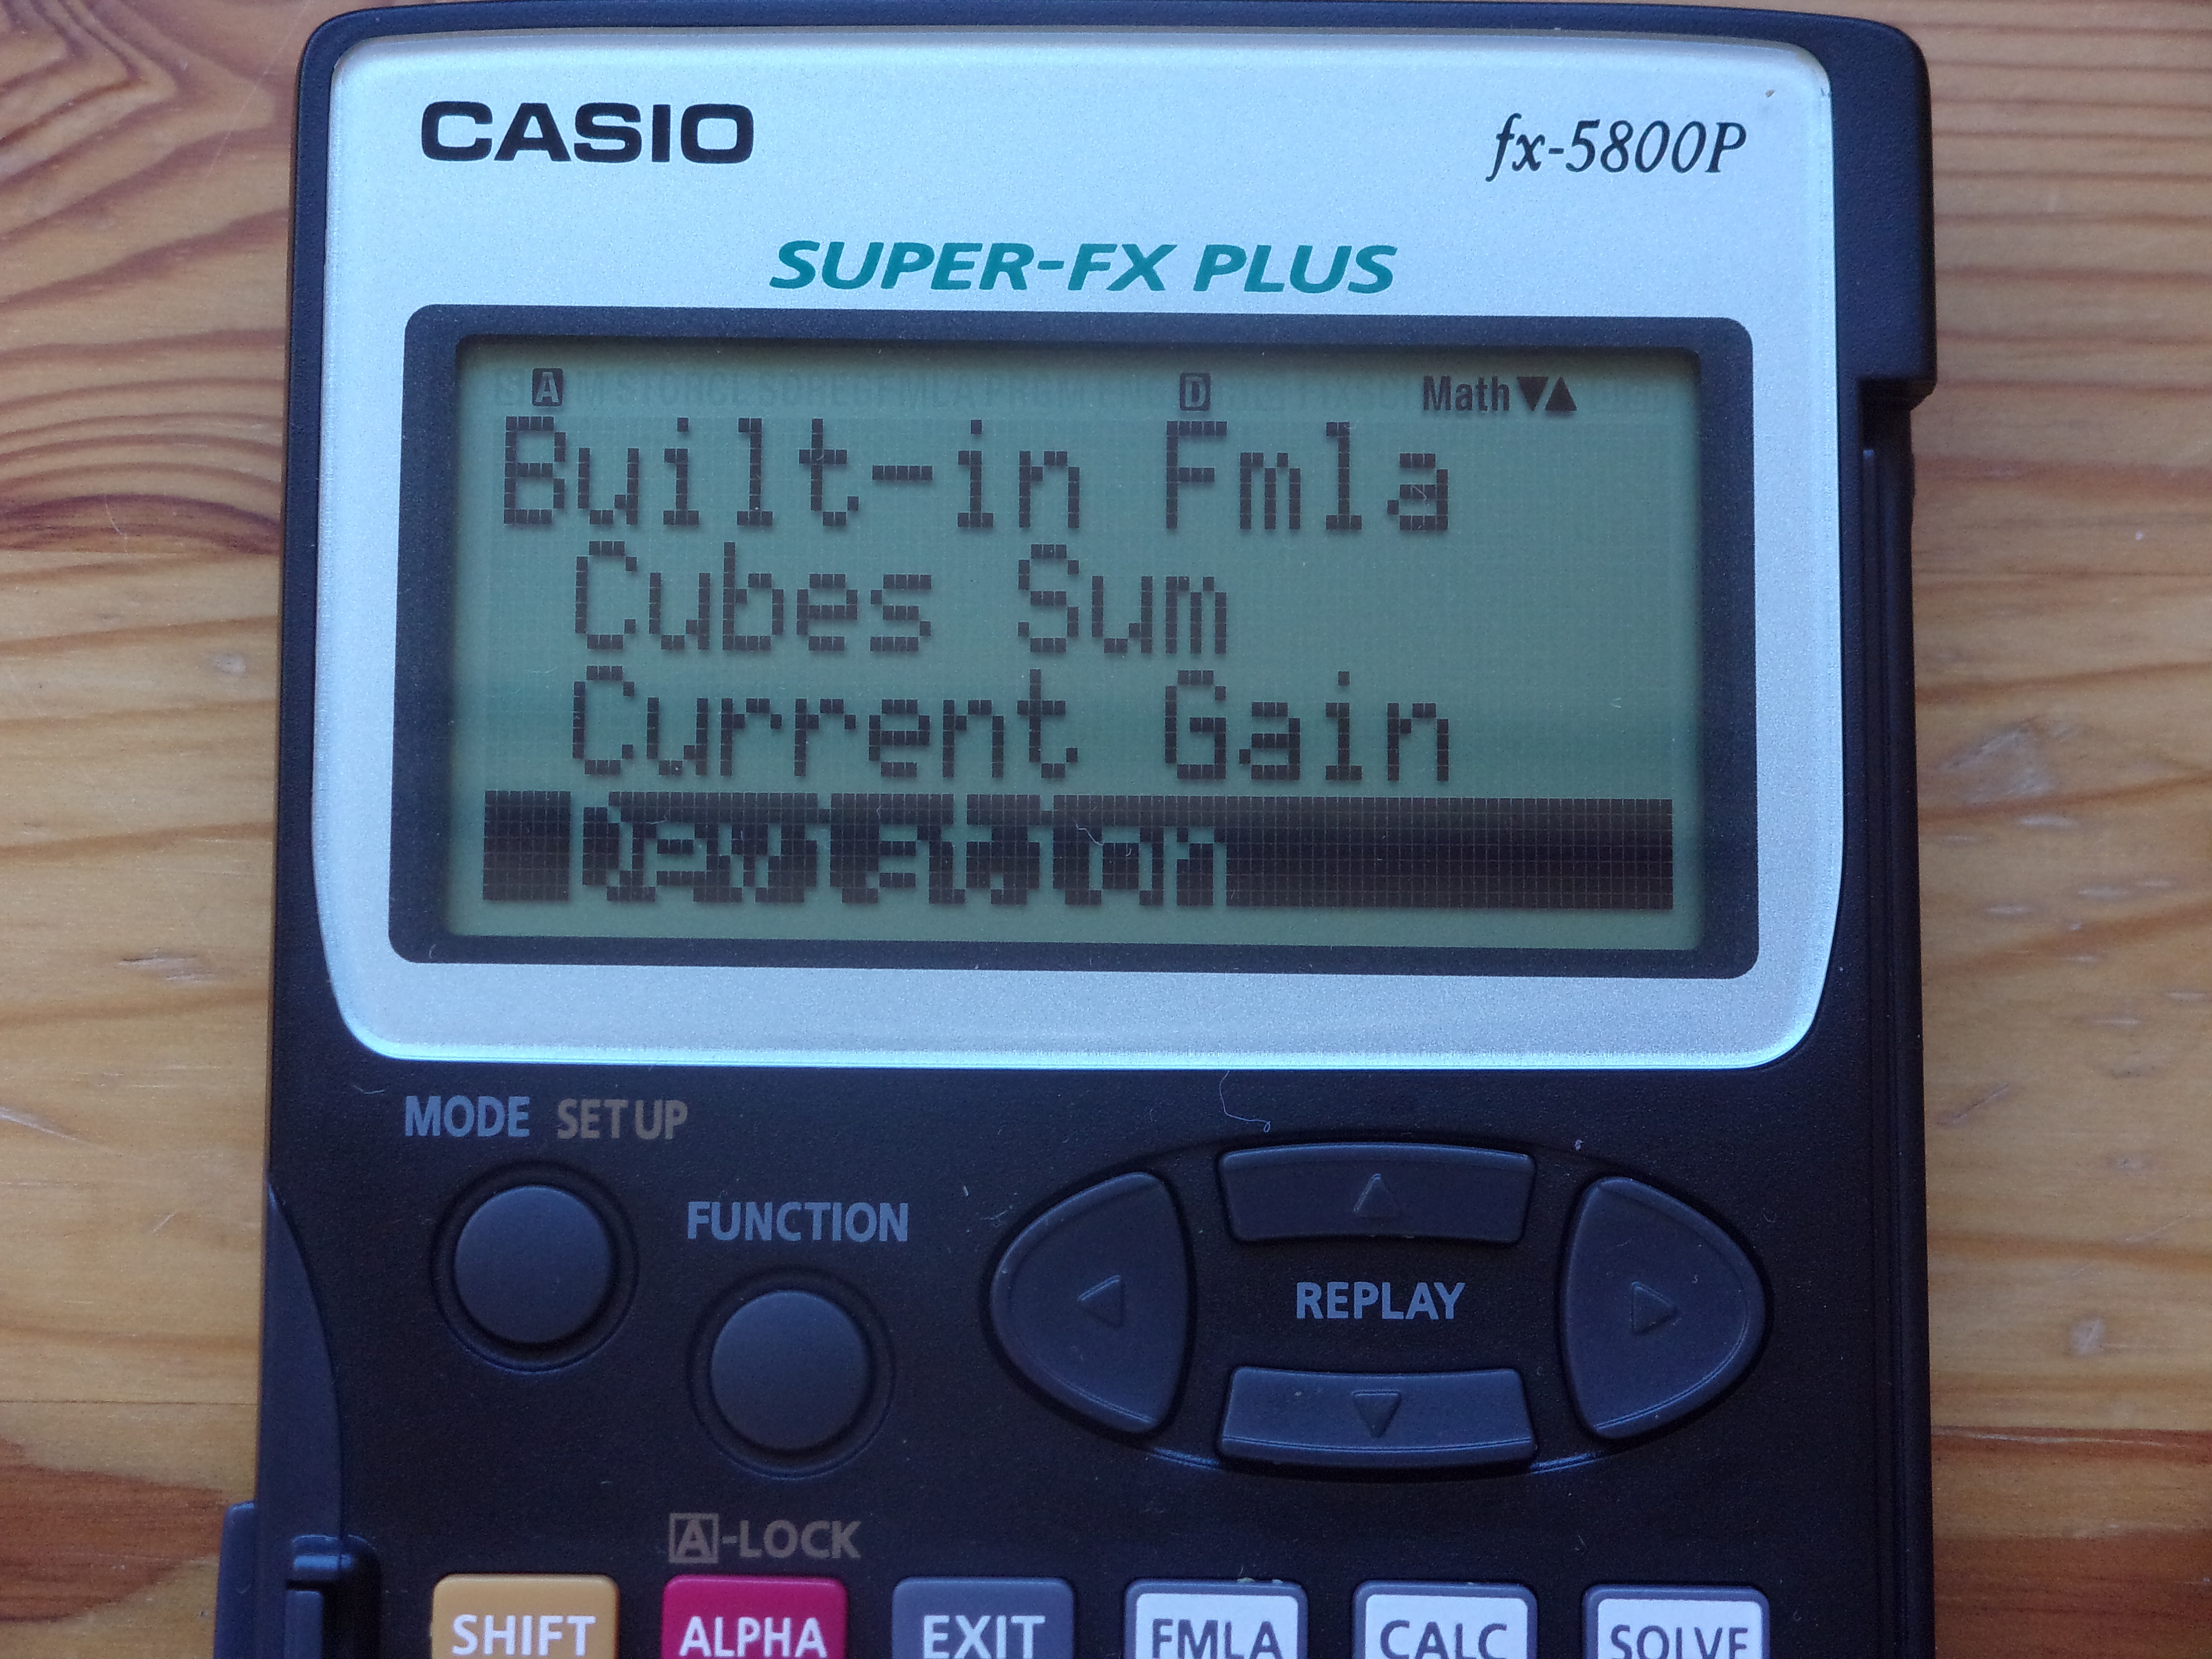 CASIO fx-5800P
SUPER-FX PLUS
A D Math▼▲
Built-in Fmla
Cubes Sum
Current Gain
Deviation
MODE SETUP
FUNCTION
REPLAY
A-LOCK
SHIFT ALPHA EXIT FMLA CALC SOLVE